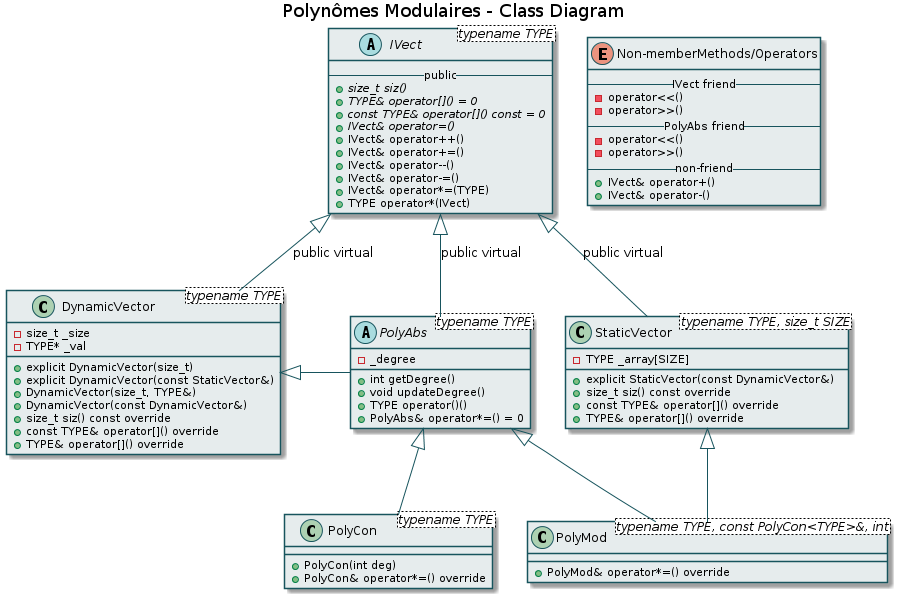 Polynômes Modulaires - Class Diagram
A IVect
typename TYPE
public
size_t siz()
TYPE& operator[]() = 0
const TYPE& operator[]() const = 0
IVect& operator=()
IVect& operator++()
IVect& operator+=()
IVect& operator--()
IVect& operator-=()
IVect& operator*=(TYPE)
TYPE operator*(IVect)
E Non-memberMethods/Operators
IVect friend
operator<<()
operator>>()
PolyAbs friend
operator<<()
operator>>()
non-friend
IVect& operator+()
IVect& operator-()
public virtual
public virtual
public virtual
C DynamicVector
typename TYPE
size_t _size
TYPE* _val
explicit DynamicVector(size_t)
explicit DynamicVector(const StaticVector&)
DynamicVector(size_t, TYPE&)
DynamicVector(const DynamicVector&)
size_t siz() const override
const TYPE& operator[]() override
TYPE& operator[]() override
A PolyAbs
typename TYPE
_degree
int getDegree()
void updateDegree()
TYPE operator()()
PolyAbs& operator*=() = 0
C StaticVector
typename TYPE, size_t SIZE
TYPE _array[SIZE]
explicit StaticVector(const DynamicVector&)
size_t siz() const override
const TYPE& operator[]() override
TYPE& operator[]() override
C PolyCon
typename TYPE
PolyCon(int deg)
PolyCon& operator*=() override
C PolyMod
typename TYPE, const PolyCon<TYPE>&, int
PolyMod& operator*=() override